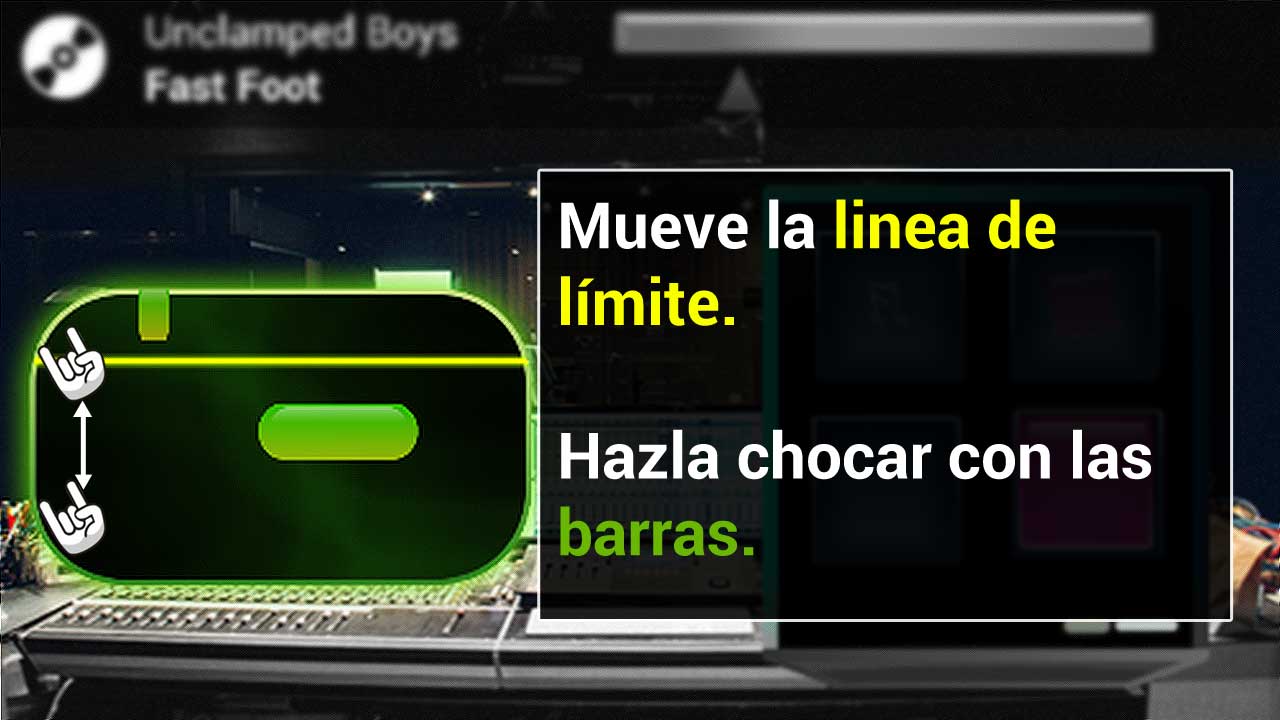 Unclamped Boys
Fast Foot
Mueve la linea de
límite.
Hazla chocar con las
barras.